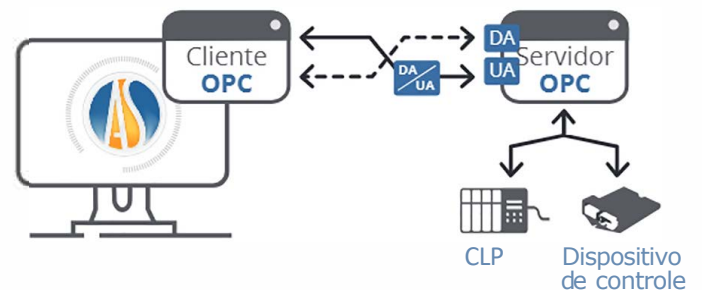 Cliente
OPC
DA
UA
DA
UA
Servidor
OPC
CLP
Dispositivo
de controle